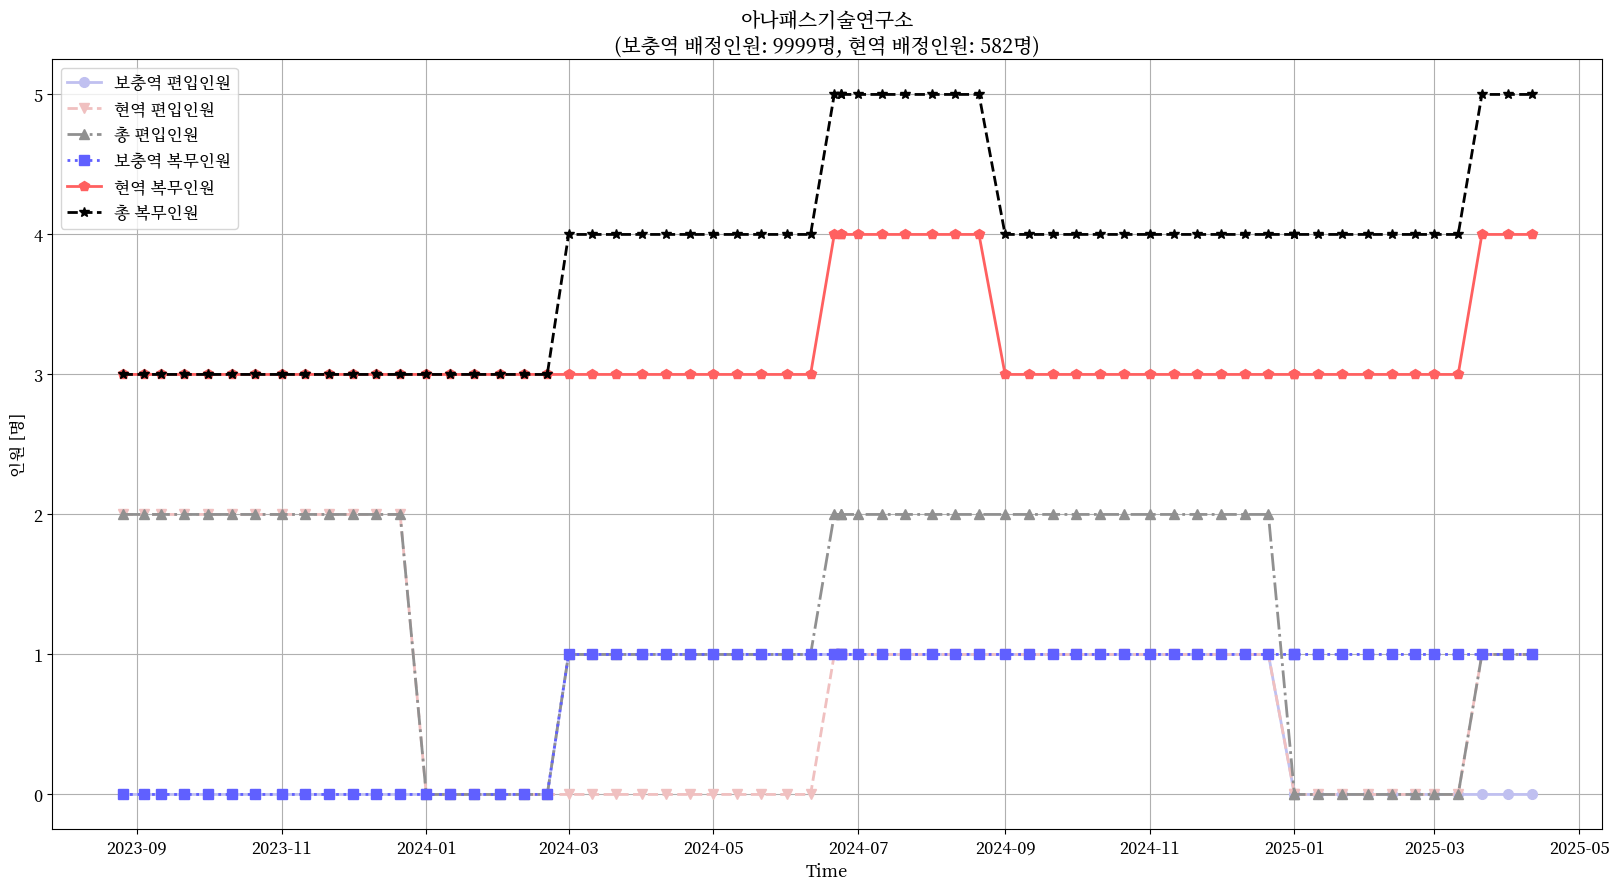 아나패스기술연구소
(보충역 배정인원: 9999명, 현역 배정인원: 582명)
보충역 편입인원
현역 편입인원
총 편입인원
보충역 복무인원
현역 복무인원
총 복무인원
인원 [명]
5
4
3
2
1
0
2023-09
2023-11
2024-01
2024-03
2024-05
2024-07
2024-09
2024-11
2025-01
2025-03
2025-05
Time